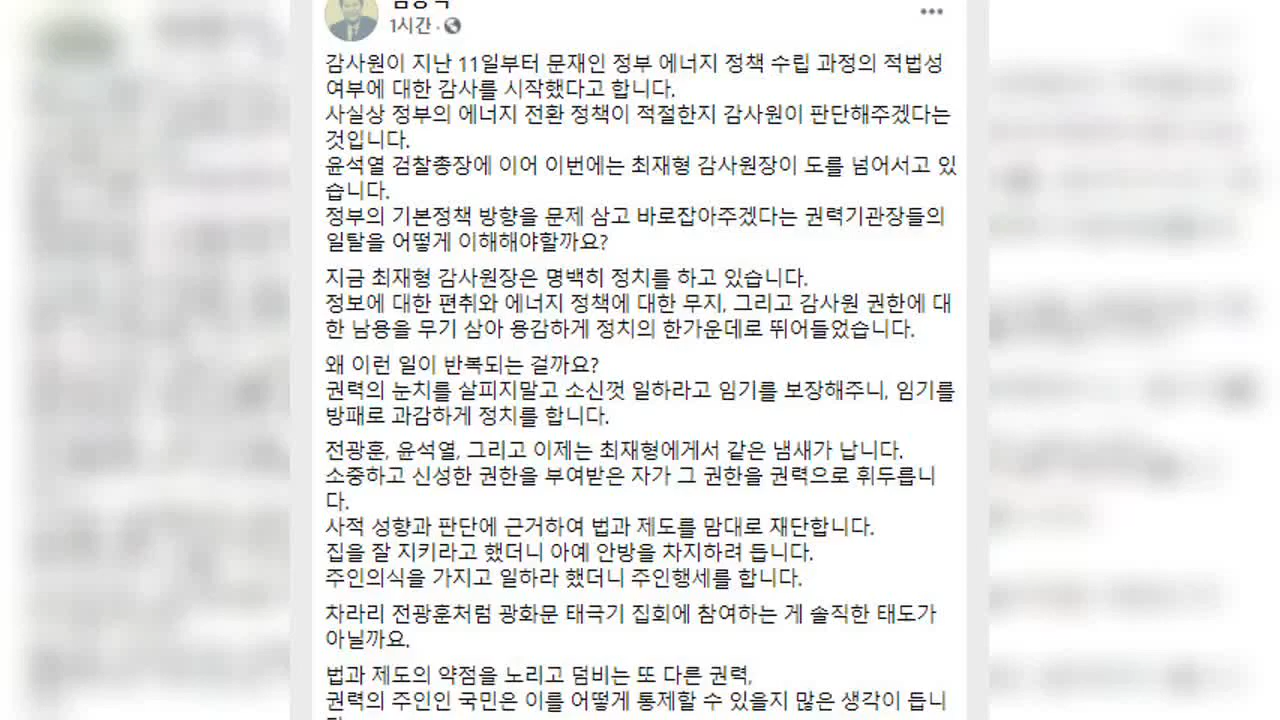 1시간 ·
감사원이 지난 11일부터 문재인 정부 에너지 정책 수립 과정의 적법성
여부에 대한 감사를 시작했다고 합니다.
사실상 정부의 에너지 전환 정책이 적절한지 감사원이 판단해주겠다는
것입니다.
윤석열 검찰총장에 이어 이번에는 최재형 감사원장이 도를 넘어서고 있
습니다.
정부의 기본정책 방향을 문제 삼고 바로잡아주겠다는 권력기관장들의
일탈을 어떻게 이해해야할까요?
지금 최재형 감사원장은 명백히 정치를 하고 있습니다.
정보에 대한 편취와 에너지 정책에 대한 무지, 그리고 감사원 권한에 대
한 남용을 무기 삼아 용감하게 정치의 한가운데로 뛰어들었습니다.
왜 이런 일이 반복되는 걸까요?
권력의 눈치를 살피지말고 소신껏 일하라고 임기를 보장해주니, 임기를
방패로 과감하게 정치를 합니다.
전광훈, 윤석열, 그리고 이제는 최재형에게서 같은 냄새가 납니다.
소중하고 신성한 권한을 부여받은 자가 그 권한을 권력으로 휘두릅니
다.
사적 성향과 판단에 근거하여 법과 제도를 맘대로 재단합니다.
집을 잘 지키라고 했더니 아예 안방을 차지하려 듭니다.
주인의식을 가지고 일하라 했더니 주인행세를 합니다.
차라리 전광훈처럼 광화문 태극기 집회에 참여하는 게 솔직한 태도가
아닐까요.
법과 제도의 약점을 노리고 덤비는 또 다른 권력,
권력의 주인인 국민은 이를 어떻게 통제할 수 있을지 많은 생각이 듭니